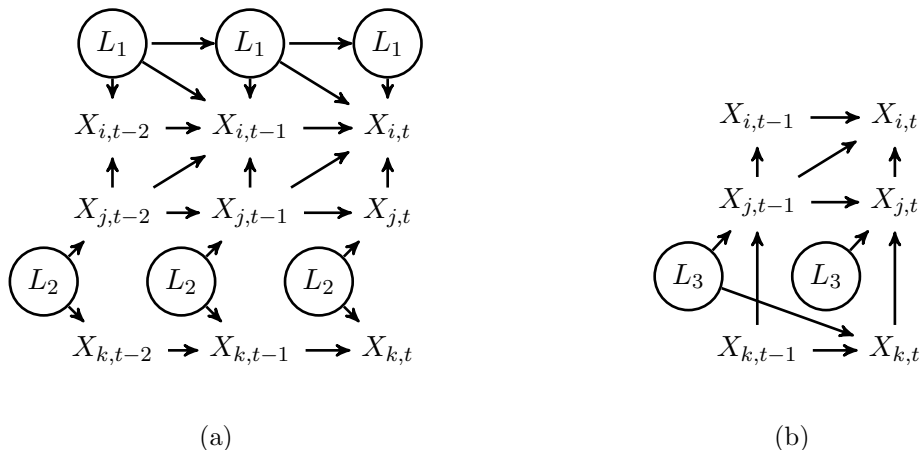 L₁ L₁ L₁
Xᵢ,ₜ₋₂ Xᵢ,ₜ₋₁ Xᵢ,ₜ
Xⱼ,ₜ₋₂ Xⱼ,ₜ₋₁ Xⱼ,ₜ
L₂ L₂ L₂
Xₖ,ₜ₋₂ Xₖ,ₜ₋₁ Xₖ,ₜ
(a)
Xᵢ,ₜ₋₁ Xᵢ,ₜ
Xⱼ,ₜ₋₁ Xⱼ,ₜ
L₃ L₃
Xₖ,ₜ₋₁ Xₖ,ₜ
(b)